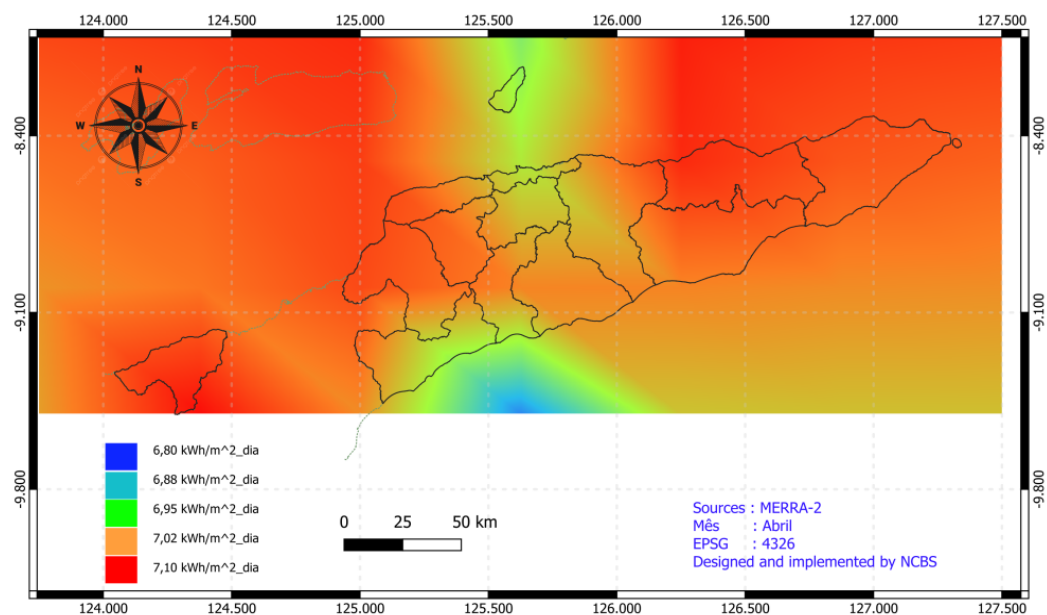 124.000 124.500 125.000 125.500 126.000 126.500 127.000 127.500
N
W E
S
-8.400 -8.400
-9.100 -9.100
-9.800 -9.800
6,80 kWh/m^2_dia
6,88 kWh/m^2_dia
6,95 kWh/m^2_dia
7,02 kWh/m^2_dia
7,10 kWh/m^2_dia
0 25 50 km
Sources : MERRA-2
Mês : Abril
EPSG : 4326
Designed and implemented by NCBS
124.000 124.500 125.000 125.500 126.000 126.500 127.000 127.500